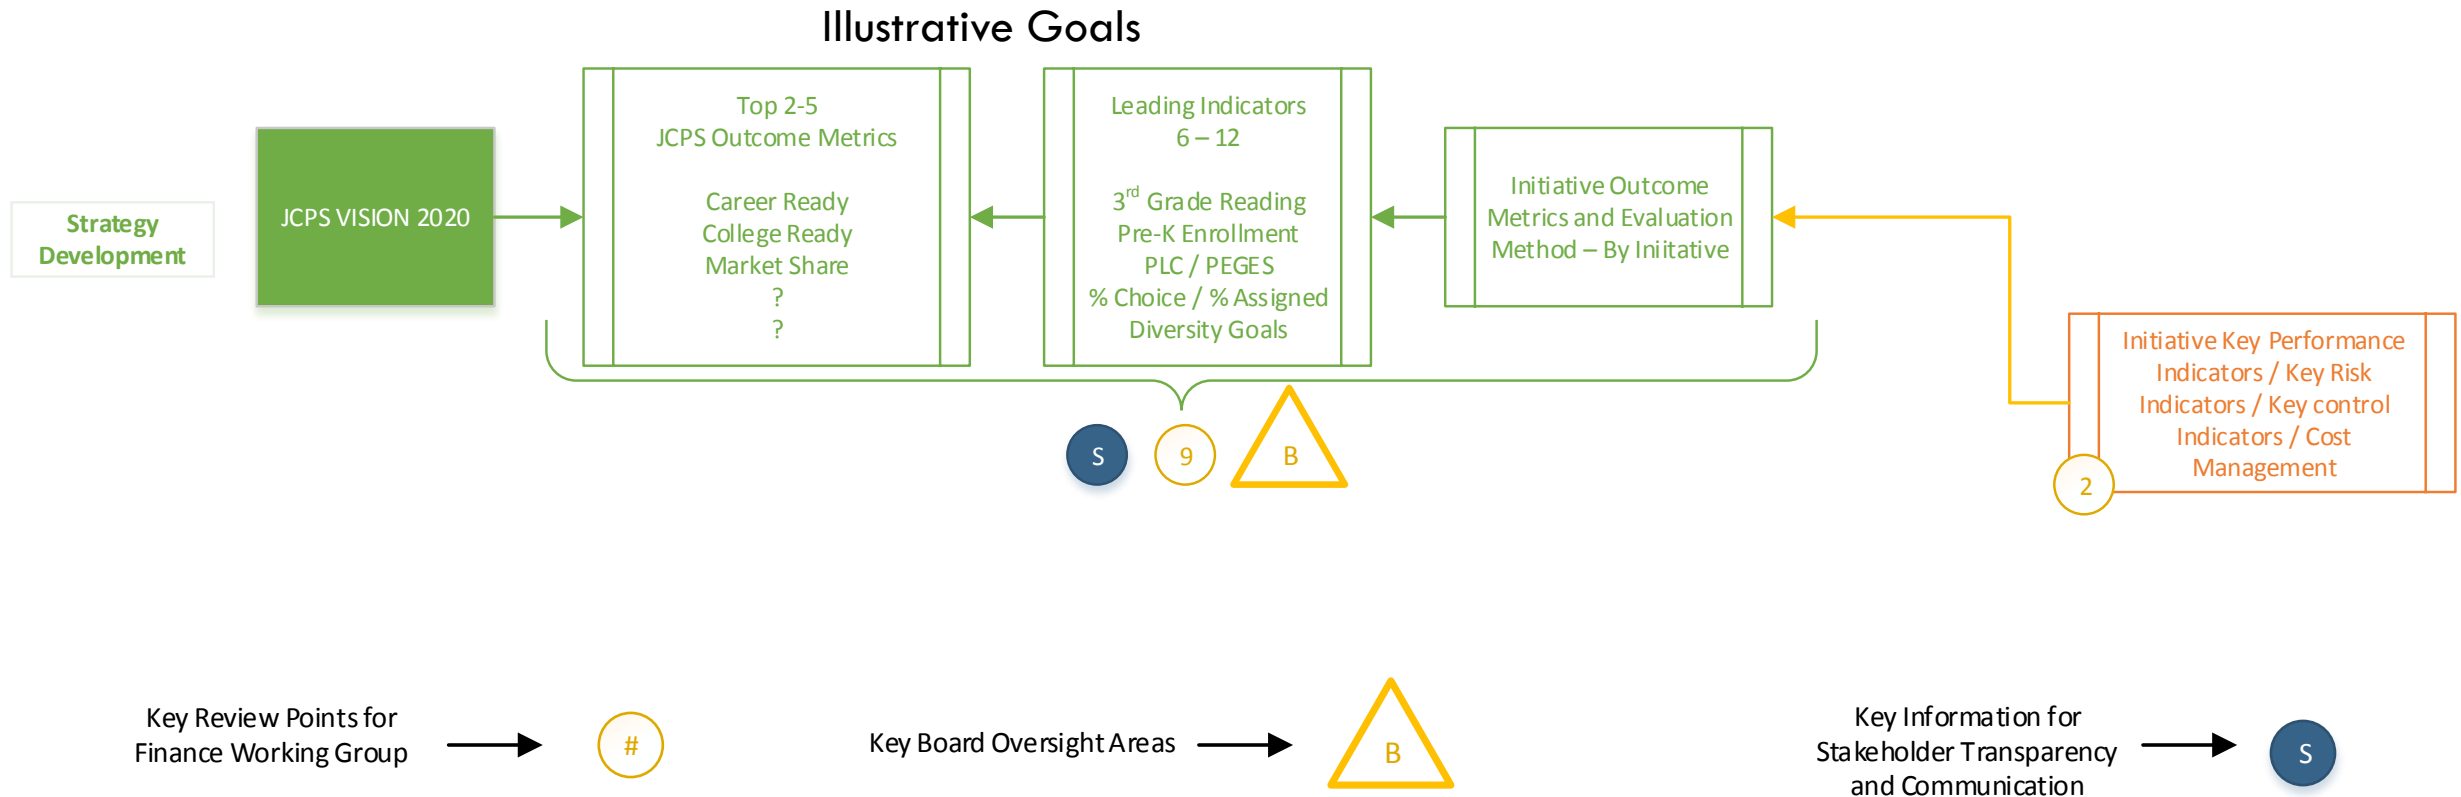 Illustrative Goals
Strategy
Development
JCPS VISION 2020
Top 2-5
JCPS Outcome Metrics
Career Ready
College Ready
Market Share
?
?
Leading Indicators
6 – 12
3rd Grade Reading
Pre-K Enrollment
PLC / PEGES
% Choice / % Assigned
Diversity Goals
Initiative Outcome
Metrics and Evaluation
Method – By Iniitative
Initiative Key Performance
Indicators / Key Risk
Indicators / Key control
Indicators / Cost
Management
2
S
9
B
Key Review Points for
Finance Working Group
#
Key Board Oversight Areas
B
Key Information for
Stakeholder Transparency
and Communication
S